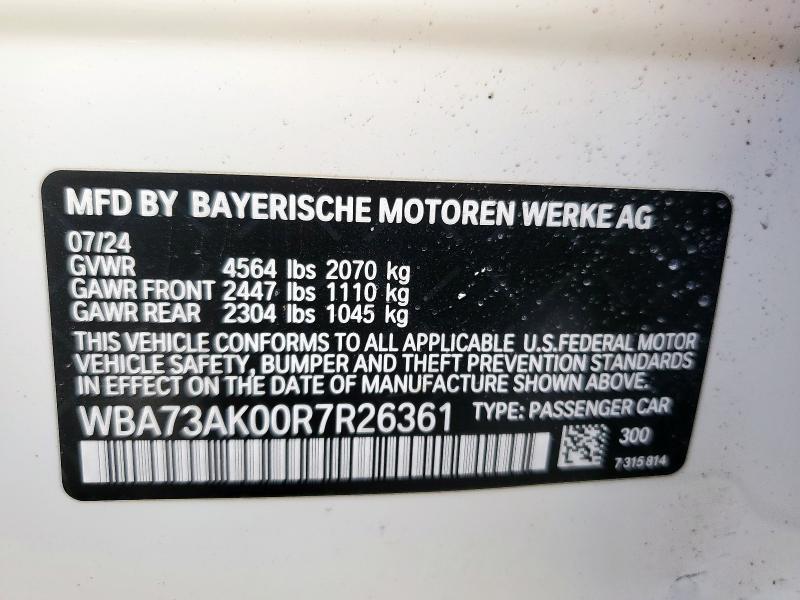 MFD BY BAYERISCHE MOTOREN WERKE AG
07/24
GVWR 4564 lbs 2070 kg
GAWR FRONT 2447 lbs 1110 kg
GAWR REAR 2304 lbs 1045 kg
THIS VEHICLE CONFORMS TO ALL APPLICABLE U.S.FEDERAL MOTOR
VEHICLE SAFETY, BUMPER AND THEFT PREVENTION STANDARDS
IN EFFECT ON THE DATE OF MANUFACTURE SHOWN ABOVE.
WBA73AK00R7R26361 TYPE: PASSENGER CAR
300
7 315 814